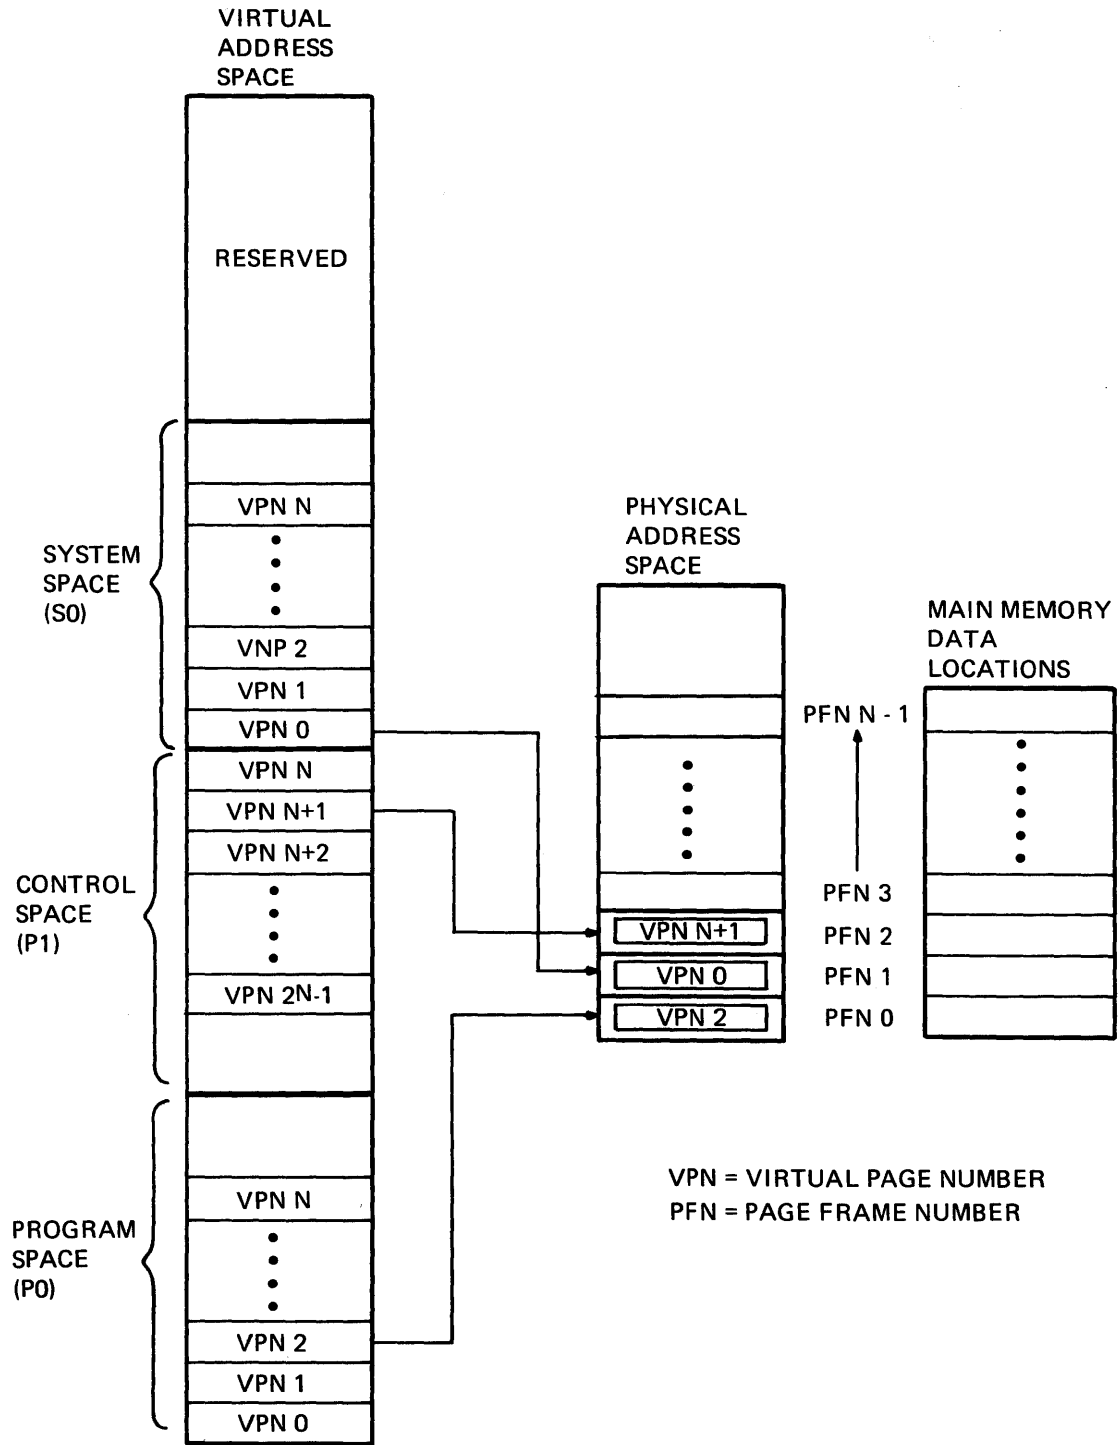 VIRTUAL
ADDRESS
SPACE
RESERVED
SYSTEM
SPACE
(S0)
VPN N
VNP 2
VPN 1
VPN 0
CONTROL
SPACE
(P1)
VPN N
VPN N+1
VPN N+2
VPN 2N-1
PROGRAM
SPACE
(P0)
VPN N
VPN 2
VPN 1
VPN 0
PHYSICAL
ADDRESS
SPACE
VPN N+1
VPN 0
VPN 2
PFN N - 1
PFN 3
PFN 2
PFN 1
PFN 0
MAIN MEMORY
DATA
LOCATIONS
VPN = VIRTUAL PAGE NUMBER
PFN = PAGE FRAME NUMBER